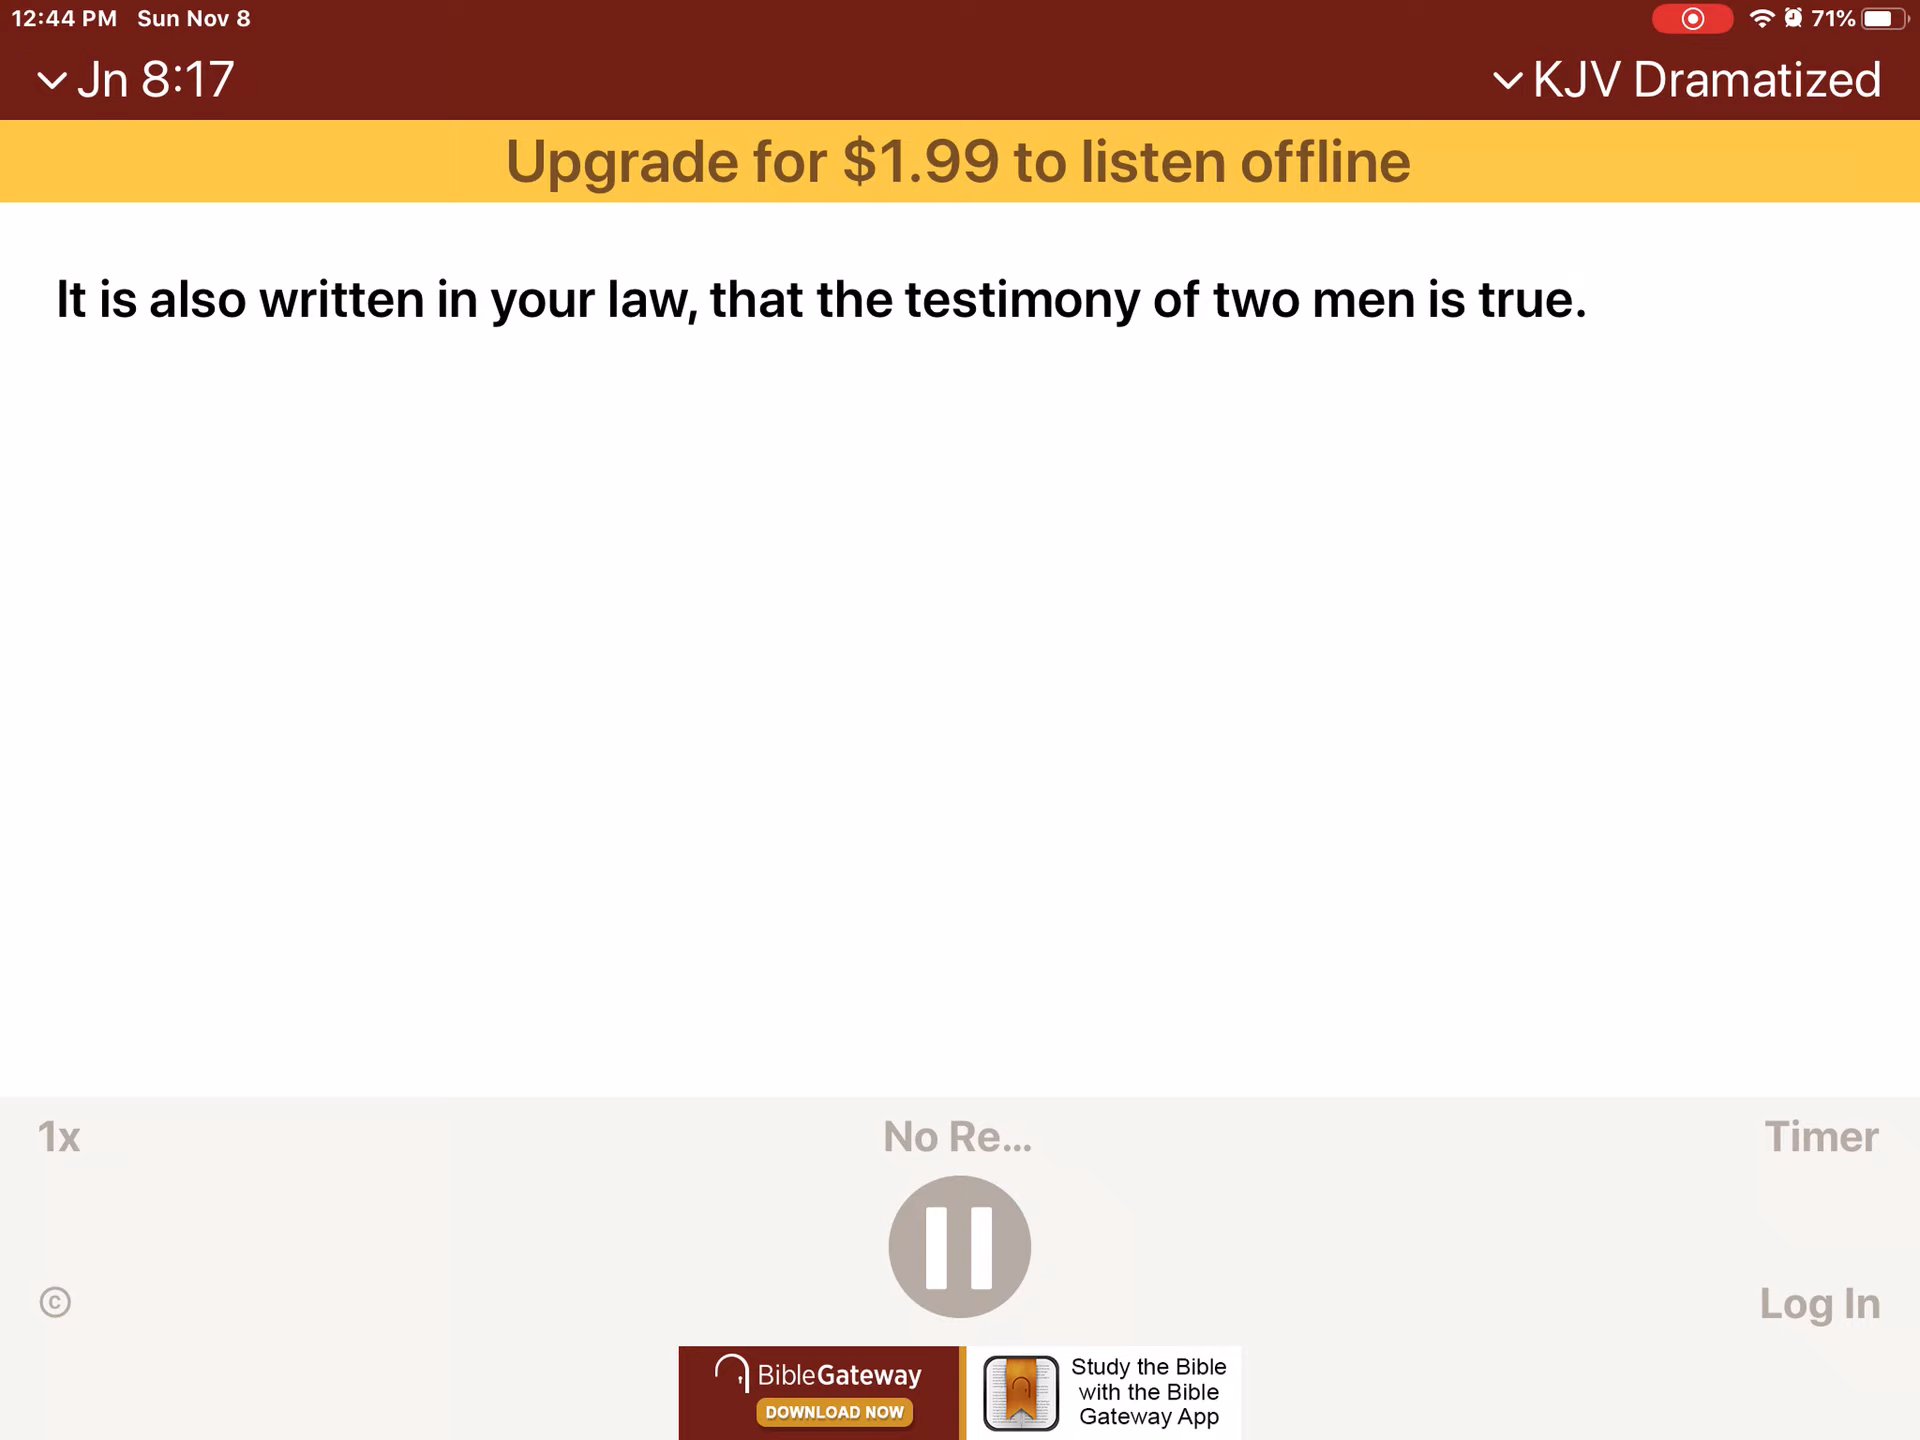 12:44 PM Sun Nov 8 71%
Jn 8:17 KJV Dramatized
Upgrade for $1.99 to listen offline
It is also written in your law, that the testimony of two men is true.
1x No Re... Timer
© Log In
BibleGateway
DOWNLOAD NOW
Study the Bible
with the Bible
Gateway App